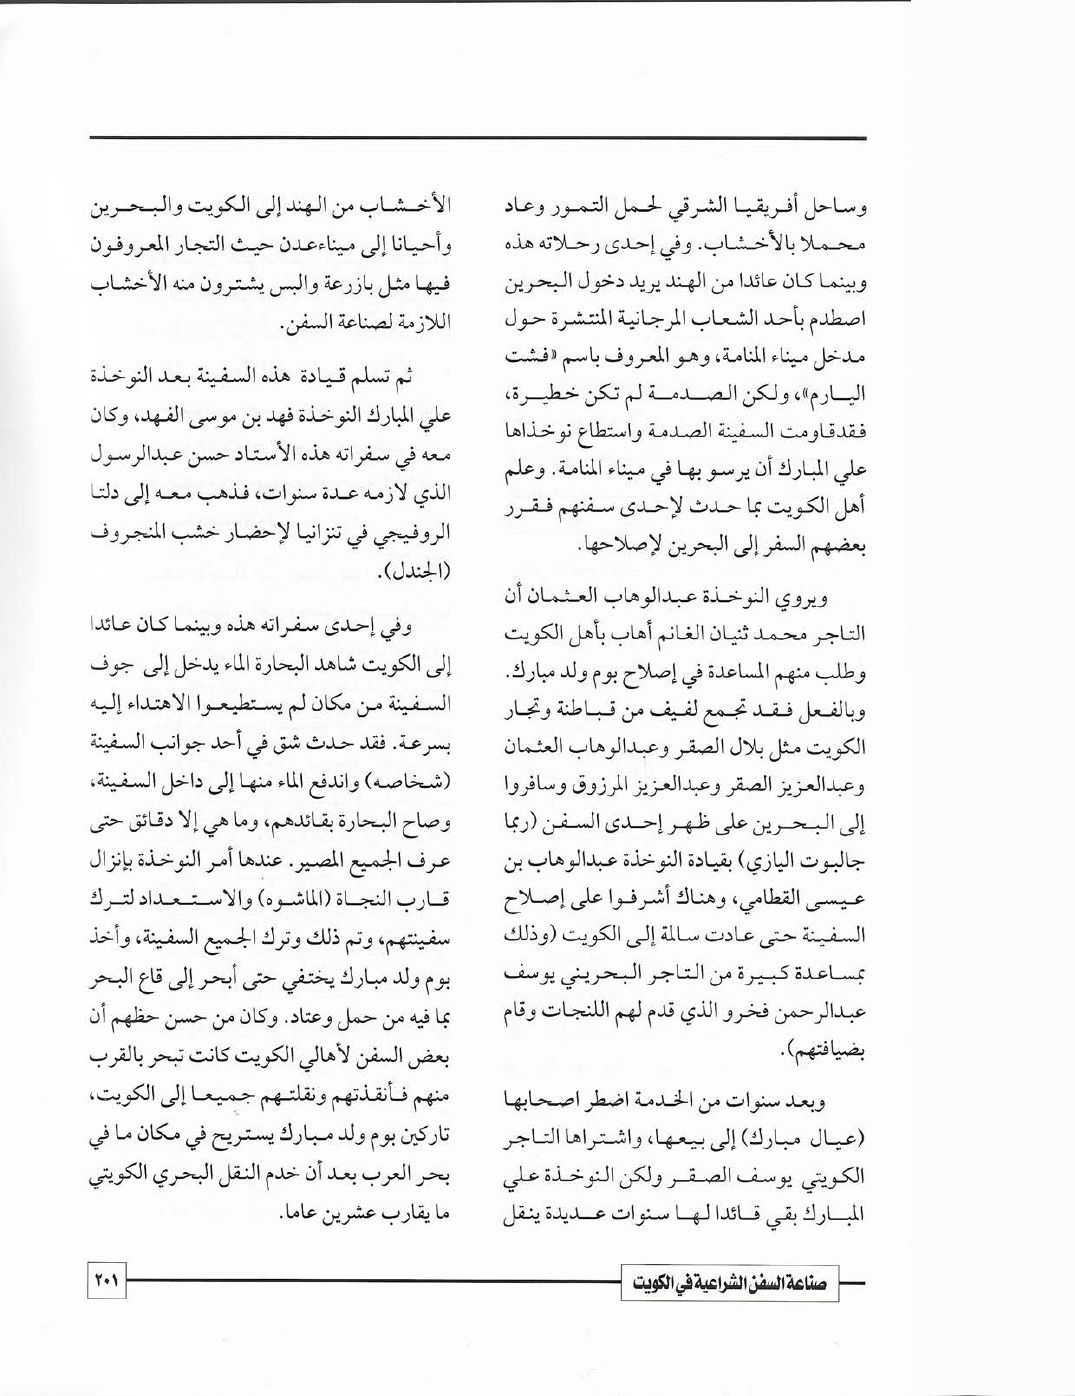 وساحل أفريقيا الشرقي لحمل التمور وعاد
محملا بالأخشاب. وفي إحدى رحلاته هذه
وبينما كان عائدا من الهند يريد دخول البحرين
اصطدم بأحد الشعاب المرجانية المنتشرة حول
مدخل ميناء المنامة، وهو المعروف باسم «فشت
اليارم»، ولكن الصدمة لم تكن خطيرة،
فقد قاومت السفينة الصدمة واستطاع نوخذاها
علي المبارك أن يرسو بها في ميناء المنامة. وعلم
أهل الكويت بما حدث لإحدى سفنهم فقرر
بعضهم السفر إلى البحرين لإصلاحها.
ويروي النوخذة عبدالوهاب العثمان أن
التاجر محمد ثنيان الغانم أهاب بأهل الكويت
وطلب منهم المساعدة في إصلاح بوم ولد مبارك.
وبالفعل فقد تجمع لفيف من قباطنة وتجار
الكويت مثل بلال الصقر وعبدالوهاب العثمان
وعبدالعزيز الصقر وعبدالعزيز المرزوق وسافروا
إلى البحرين على ظهر إحدى السفن (ربما
جالبوت اليازي) بقيادة النوخذة عبدالوهاب بن
عيسى القطامي، وهناك أشرفوا على إصلاح
السفينة حتى عادت سالمة إلى الكويت (وذلك
بمساعدة كبيرة من التاجر البحريني يوسف
عبدالرحمن فخرو الذي قدم لهم اللنجات وقام
بضيافتهم).
وبعد سنوات من الخدمة اضطر اصحابها
(عيال مبارك) إلى بيعها، واشتراها التاجر
الكويتي يوسف الصقر ولكن النوخذة علي
المبارك بقي قائدا لها سنوات عديدة ينقل
الأخشاب من الهند إلى الكويت والبحرين
وأحيانا إلى ميناء عدن حيث التجار المعروفون
فيها مثل بازرعة والبس يشترون منه الأخشاب
اللازمة لصناعة السفن.
ثم تسلم قيادة هذه السفينة بعد النوخذة
علي المبارك النوخذة فهد بن موسى الفهد، وكان
معه في سفراته هذه الأستاد حسن عبدالرسول
الذي لازمه عدة سنوات، فذهب معه إلى دلتا
الروفيجي في تنزانيا لإحضار خشب المنجروف
(الجندل).
وفي إحدى سفراته هذه وبينما كان عائدا
إلى الكويت شاهد البحارة الماء يدخل إلى جوف
السفينة من مكان لم يستطيعوا الاهتداء إليه
بسرعة. فقد حدث شق في أحد جوانب السفينة
(شخاصه) واندفع الماء منها إلى داخل السفينة،
وصاح البحارة بقائدهم، وما هي إلا دقائق حتى
عرف الجميع المصير. عندها أمر النوخذة بإنزال
قارب النجاة (الماشوه) والاستعداد لترك
سفينتهم، وتم ذلك وترك الجميع السفينة، وأخذ
بوم ولد مبارك يختفي حتى أبحر إلى قاع البحر
بما فيه من حمل وعتاد. وكان من حسن حظهم أن
بعض السفن لأهالي الكويت كانت تبحر بالقرب
منهم فأنقذتهم ونقلتهم جميعا إلى الكويت،
تاركين بوم ولد مبارك يستريح في مكان ما في
بحر العرب بعد أن خدم النقل البحري الكويتي
ما يقارب عشرين عاما.
صناعة السفن الشراعية في الكويت
٢٠١